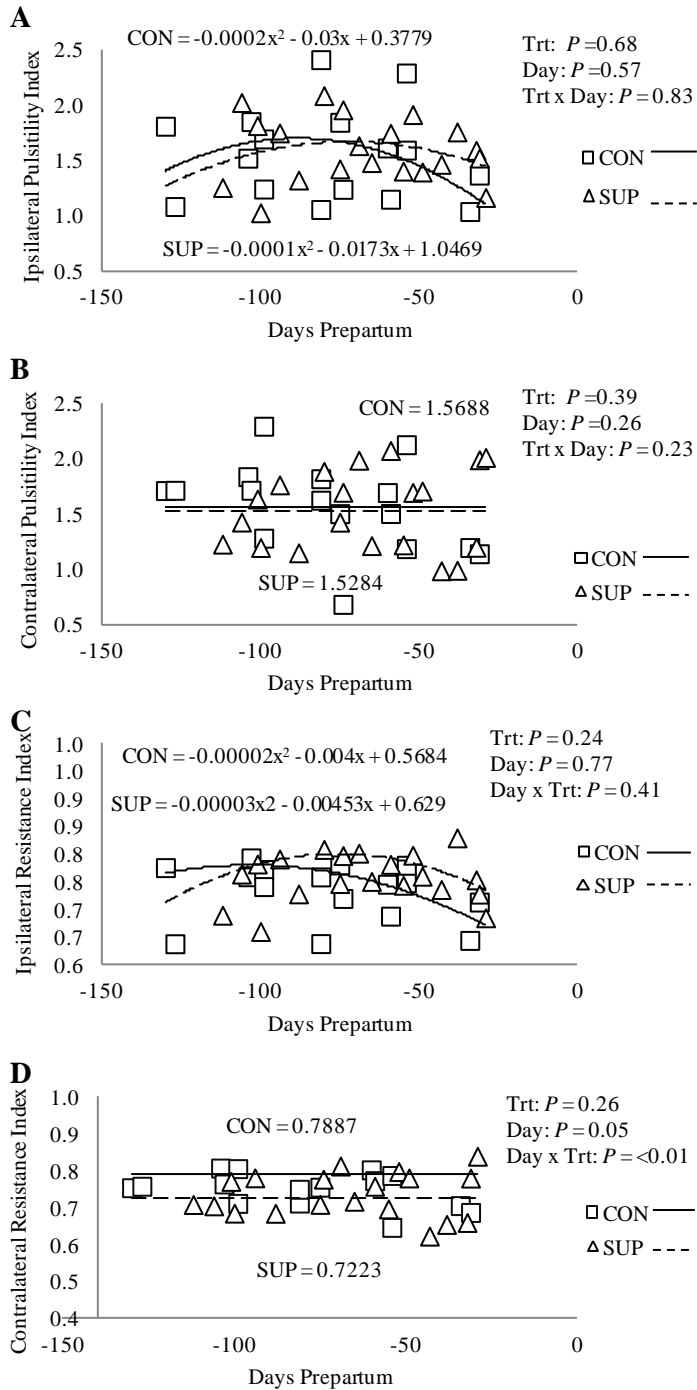 A
CON = -0.0002x² - 0.03x + 0.3779
Trt: P =0.68
Day: P =0.57
Trt x Day: P = 0.83
CON
SUP
SUP = -0.0001x² - 0.0173x + 1.0469
Ipsilateral Pulsitility Index
2.5
2.0
1.5
1.0
0.5
-150
-100
-50
0
Days Prepartum
B
CON = 1.5688
Trt: P =0.39
Day: P =0.26
Trt x Day: P = 0.23
CON
SUP
SUP = 1.5284
Contralateral Pulsitility Index
2.5
2.0
1.5
1.0
0.5
-150
-100
-50
0
Days Prepartum
C
CON = -0.00002x² - 0.004x + 0.5684
SUP = -0.00003x2 - 0.00453x + 0.629
Trt: P = 0.24
Day: P = 0.77
Day x Trt: P = 0.41
CON
SUP
Ipsilateral Resistance Index
1.0
1.0
0.9
0.9
0.8
0.8
0.7
0.7
0.6
-150
-100
-50
0
Days Prepartum
D
CON = 0.7887
Trt: P =0.26
Day: P =0.05
Day x Trt: P =<0.01
CON
SUP
SUP = 0.7223
Contralateral Resistance Index
1.0
0.9
0.8
0.7
0.6
0.5
0.4
-150
-100
-50
0
Days Prepartum